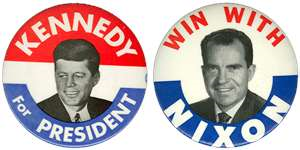 KENNEDY
For PRESIDENT
WIN WITH
NIXON